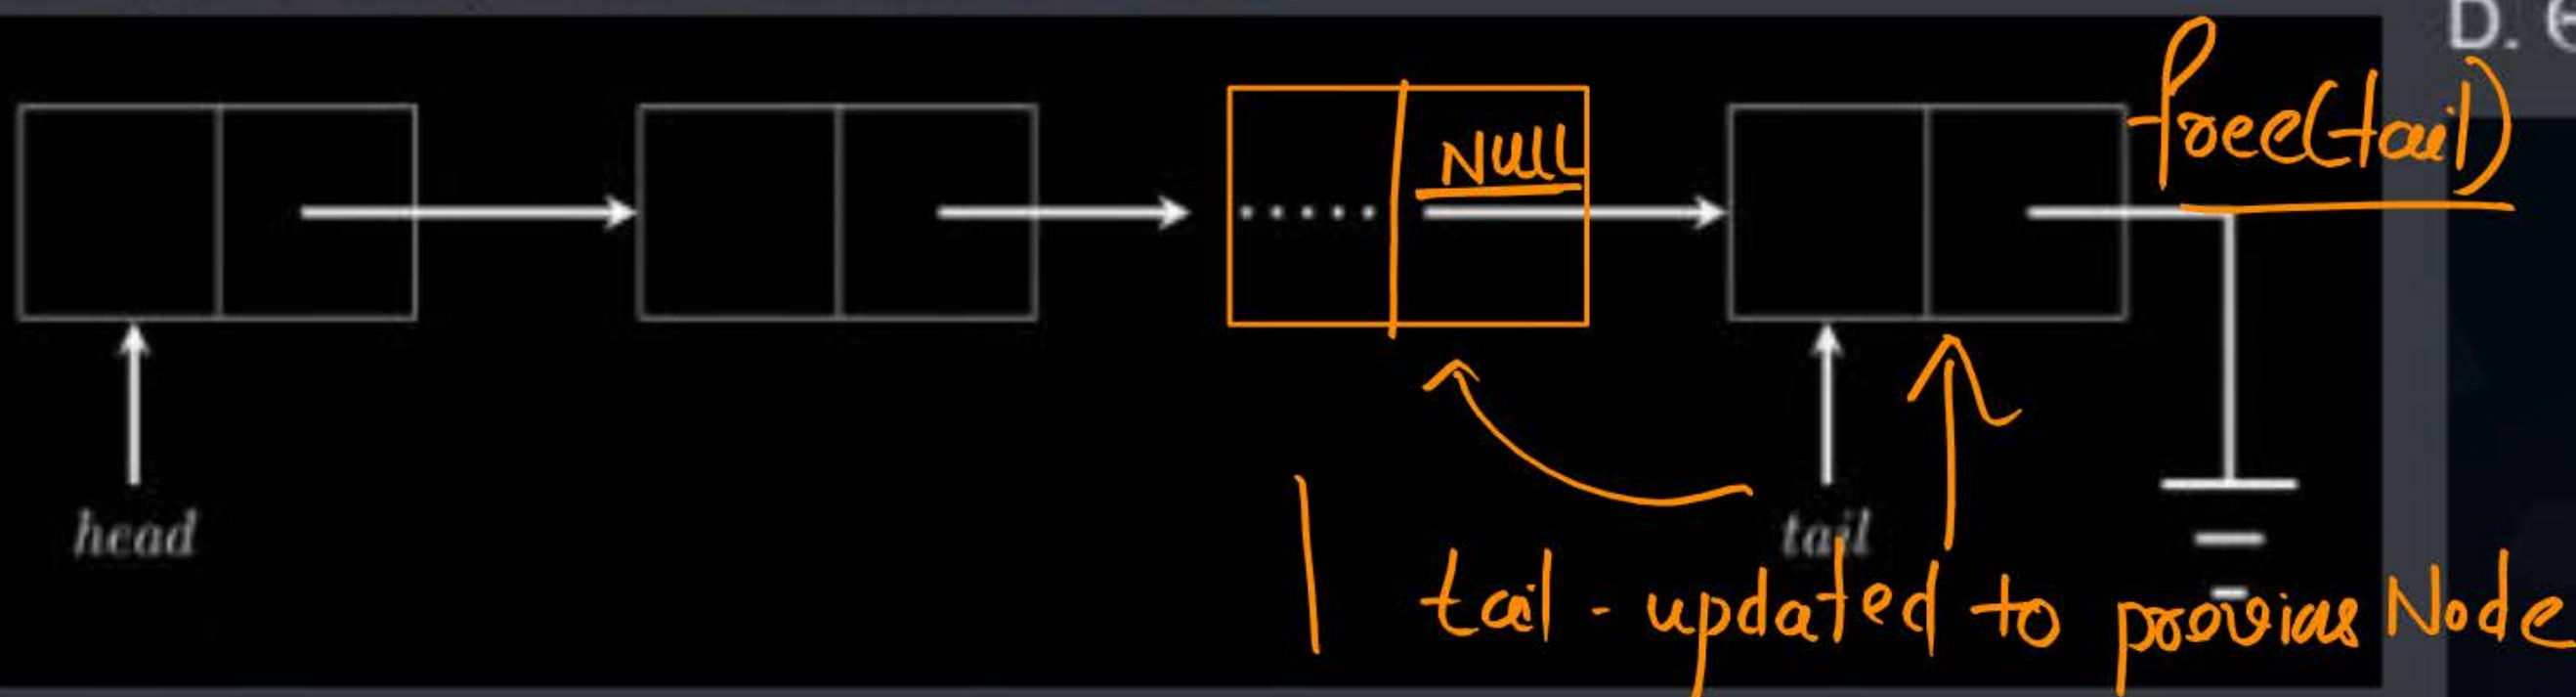 D.
NULL
free(tail)
head
tail
tail - updated to previous Node